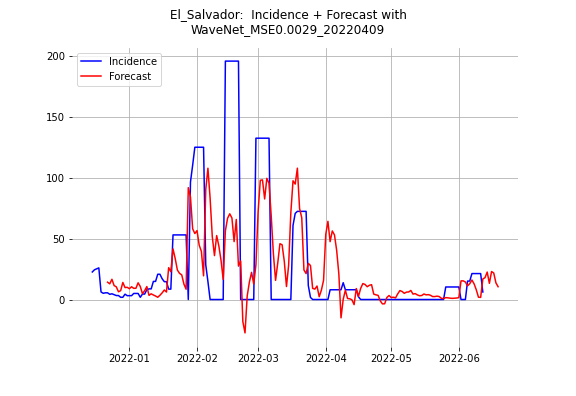 El_Salvador:  Incidence + Forecast with
WaveNet_MSE0.0029_20220409
Incidence
Forecast
200
150
100
50
0
2022-01
2022-02
2022-03
2022-04
2022-05
2022-06